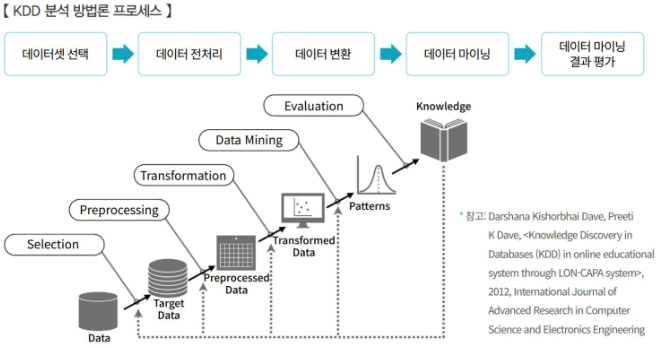 【 KDD 분석 방법론 프로세스 】
데이터셋 선택
데이터 전처리
데이터 변환
데이터 마이닝
데이터 마이닝
결과 평가
Evaluation
Knowledge
Data Mining
Transformation
Patterns
Preprocessing
Transformed
Data
Selection
Preprocessed
Data
Target
Data
Data
* 참고: Darshana Kishorbhai Dave, Preeti
K Dave, <Knowledge Discovery in
Databases (KDD) in online educational
system through LON-CAPA system>,
2012, International Journal of
Advanced Research in Computer
Science and Electronics Engineering